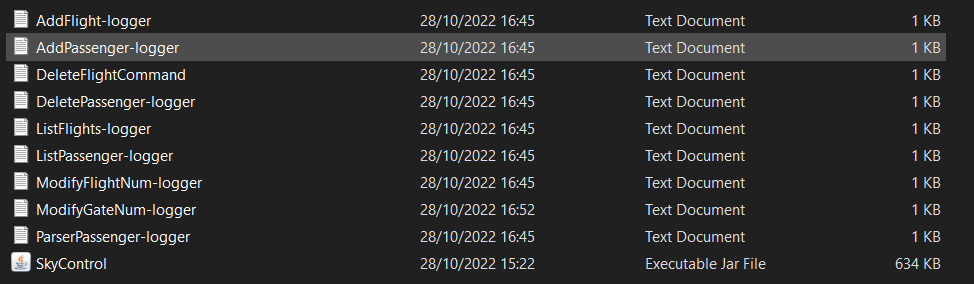 AddFlight-logger 28/10/2022 16:45 Text Document 1 KB
AddPassenger-logger 28/10/2022 16:45 Text Document 1 KB
DeleteFlightCommand 28/10/2022 16:45 Text Document 1 KB
DeletePassenger-logger 28/10/2022 16:45 Text Document 1 KB
ListFlights-logger 28/10/2022 16:45 Text Document 1 KB
ListPassenger-logger 28/10/2022 16:45 Text Document 1 KB
ModifyFlightNum-logger 28/10/2022 16:45 Text Document 1 KB
ModifyGateNum-logger 28/10/2022 16:52 Text Document 1 KB
ParserPassenger-logger 28/10/2022 16:45 Text Document 1 KB
SkyControl 28/10/2022 15:22 Executable Jar File 634 KB